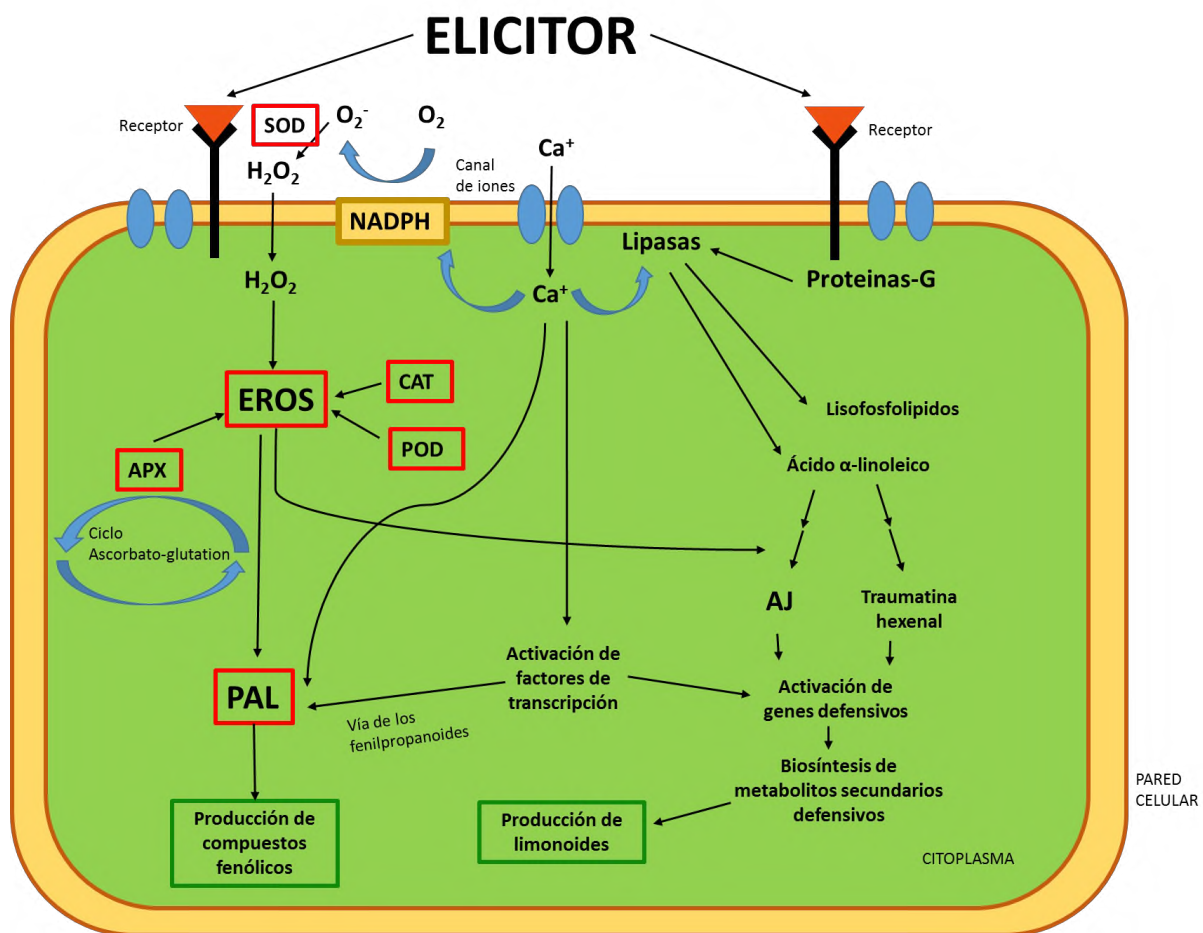 ELICITOR
Receptor
SOD
O₂⁻
O₂
H₂O₂
Canal
de iones
Ca⁺
Receptor
NADPH
Lipasas
Proteinas-G
H₂O₂
Ca⁺
EROS
CAT
POD
APX
Lisofosfolipidos
Ácido α-linoleico
Ciclo
Ascorbato-glutation
AJ
Traumatina
hexenal
Activación de
factores de
transcripción
PAL
Vía de los
fenilpropanoides
Activación de
genes defensivos
Biosíntesis de
metabolitos secundarios
defensivos
Producción de
compuestos
fenólicos
Producción de
limonoides
CITOPLASMA
PARED
CELULAR